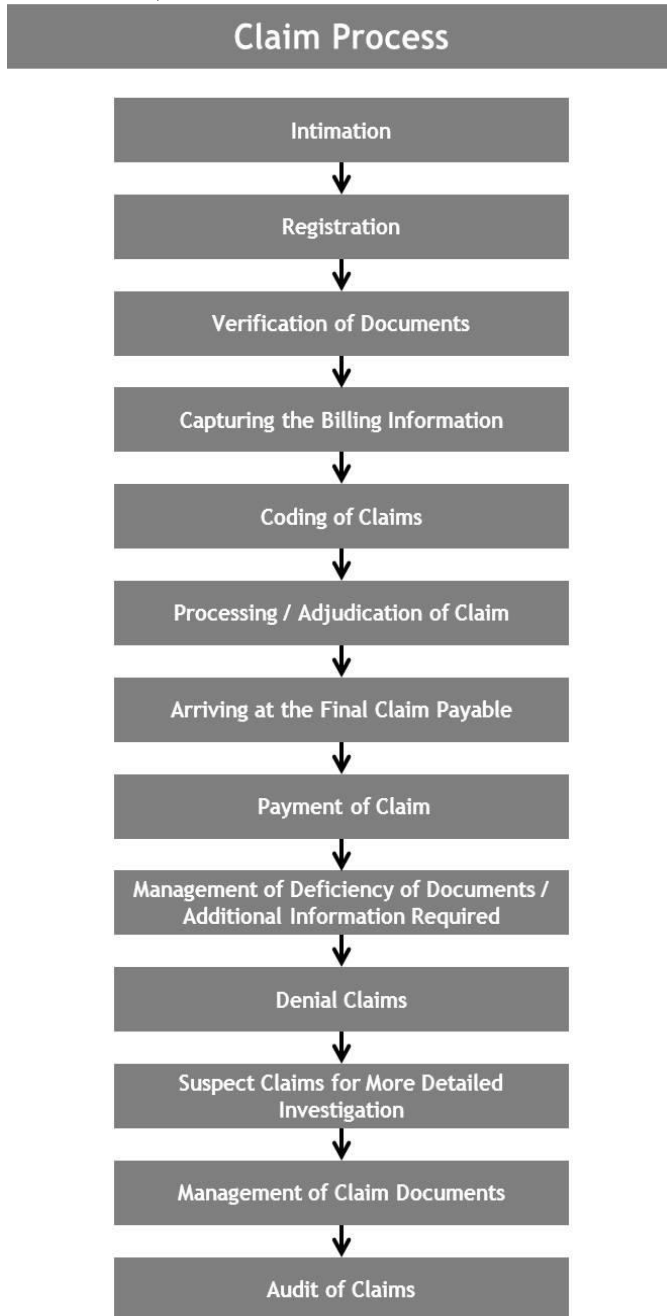 Claim Process
Intimation
Registration
Verification of Documents
Capturing the Billing Information
Coding of Claims
Processing / Adjudication of Claim
Arriving at the Final Claim Payable
Payment of Claim
Management of Deficiency of Documents /
Additional Information Required
Denial Claims
Suspect Claims for More Detailed
Investigation
Management of Claim Documents
Audit of Claims